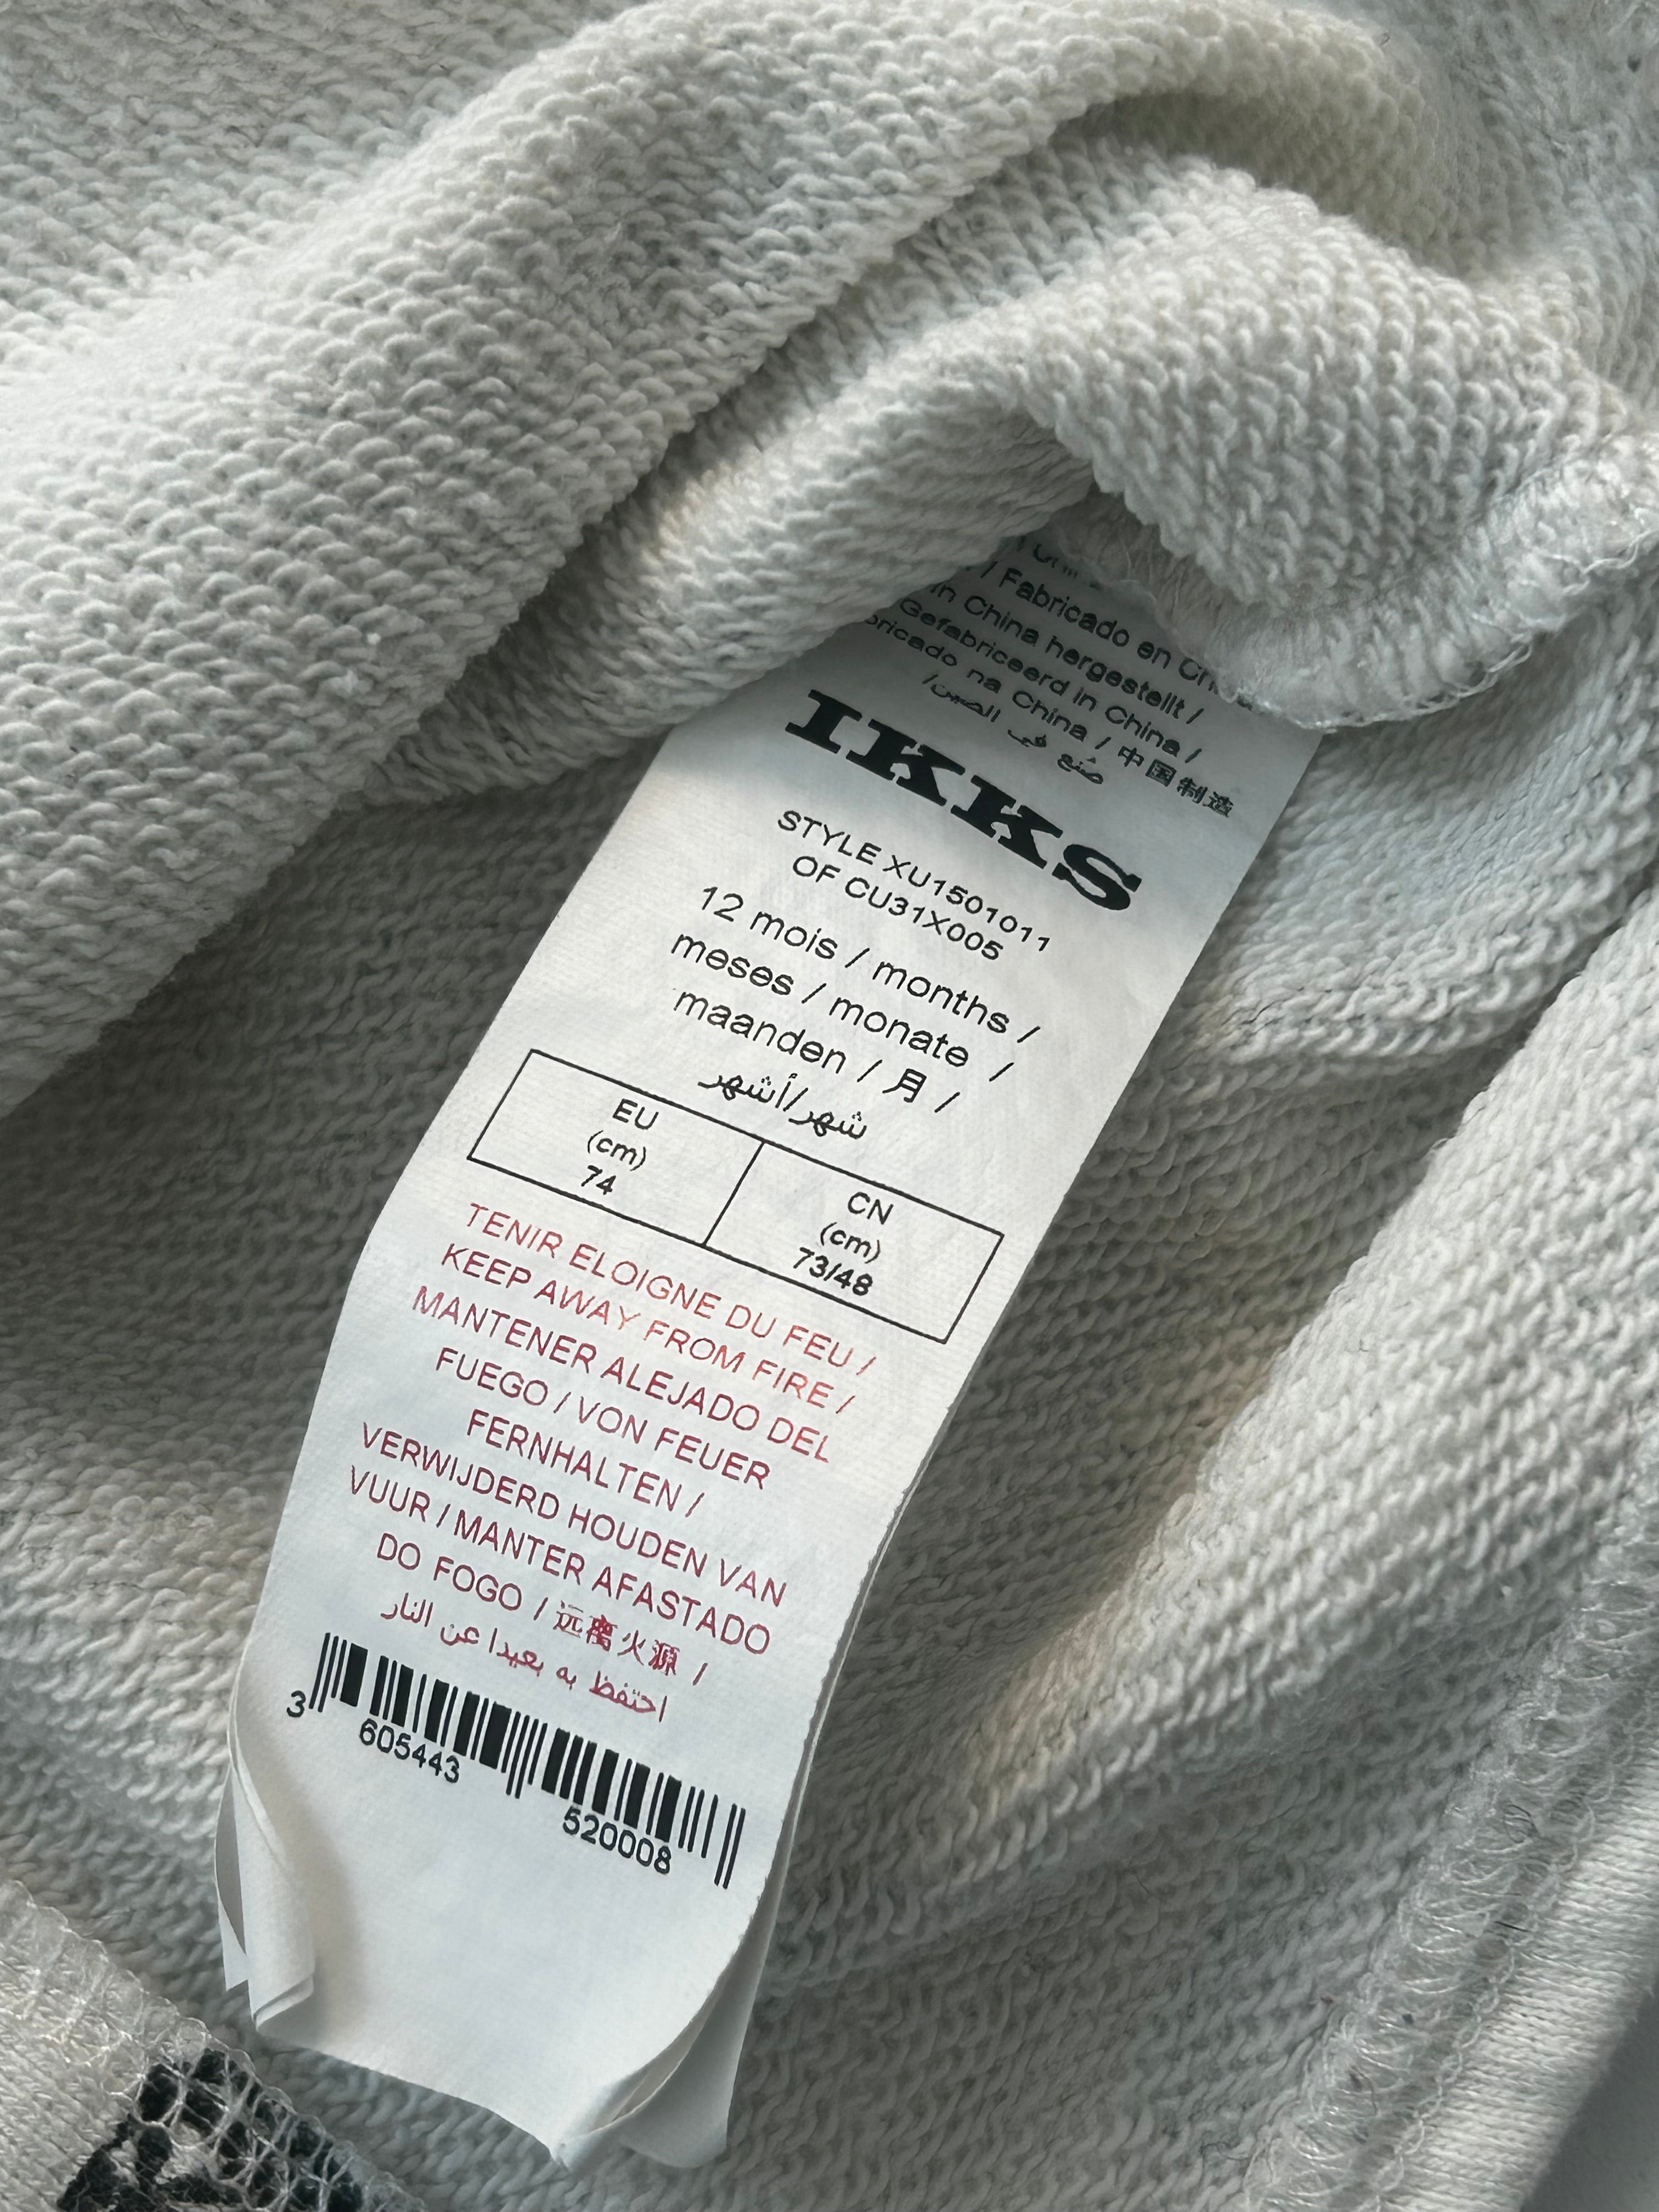 / Fabricado en
in China hergestellt /
Gefabriceerd in China /
na China / 中国制造
صُنع في الصين/
IKKS
STYLE XU1501011
OF CU31X005
12 mois / months /
meses / monate /
maanden / 月 /
شهر/أشهر
EU
(cm)
74
CN
(cm)
73/48
TENIR ELOIGNE DU FEU /
KEEP AWAY FROM FIRE /
MANTENER ALEJADO DEL
FUEGO / VON FEUER
FERNHALTEN /
VERWIJDERD HOUDEN VAN
VUUR / MANTER AFASTADO
DO FOGO / 远离火源 /
احتفظ به بعيدا عن النار
3 605443 520008